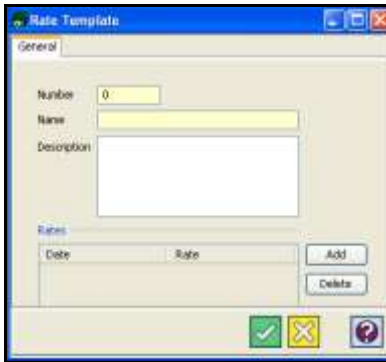 Rate Template
General
Number 0
Name
Description
Rates
Date Rate Add
Delete
?